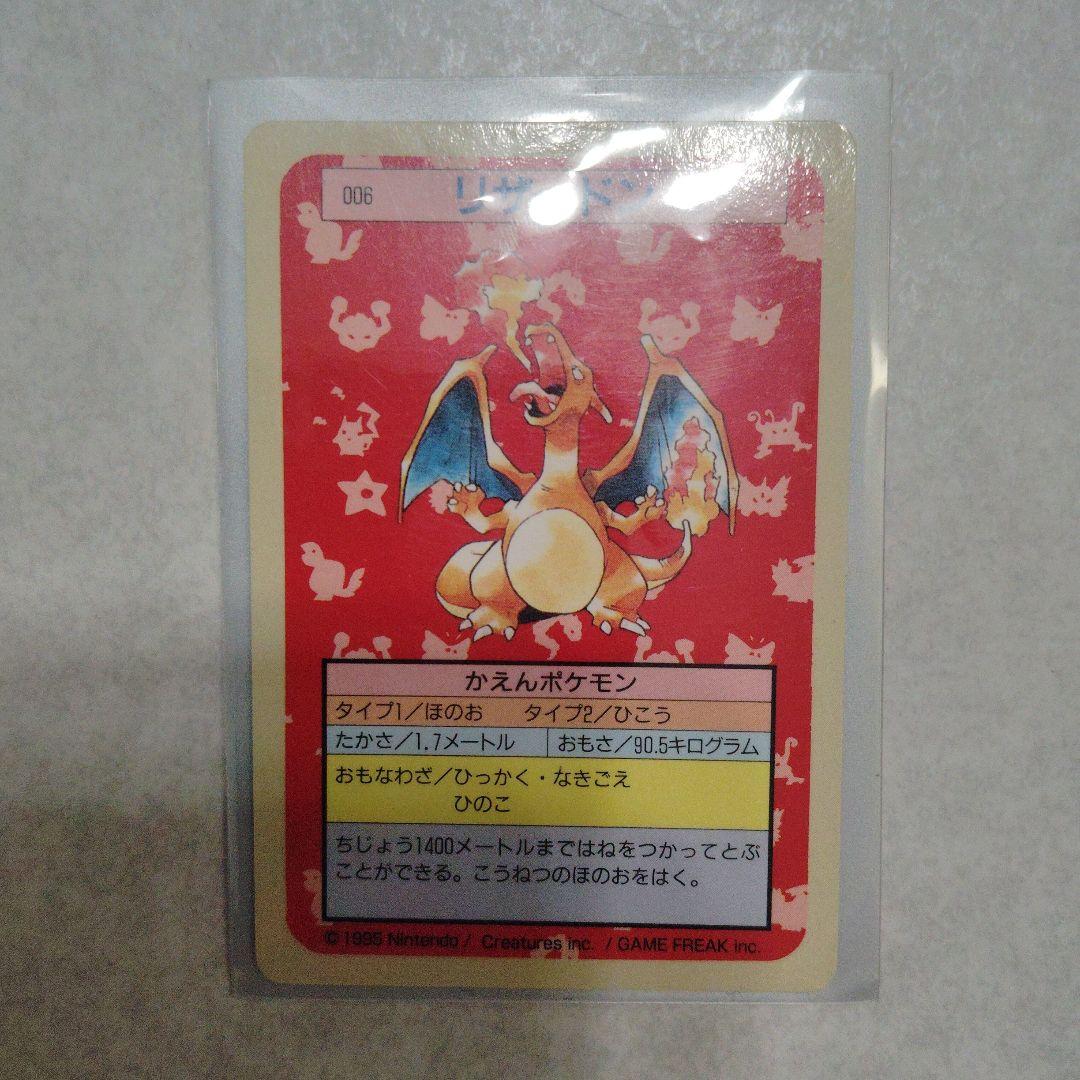 006 リザードン
かえんポケモン
タイプ1／ほのお タイプ2／ひこう
たかさ／1.7メートル おもさ／90.5キログラム
おもなわざ／ひっかく・なきごえ
ひのこ
ちじょう1400メートルまではねをつかってとぶ
ことができる。こうねつのほのおをはく。
© 1995 Nintendo / Creatures inc. / GAME FREAK inc.